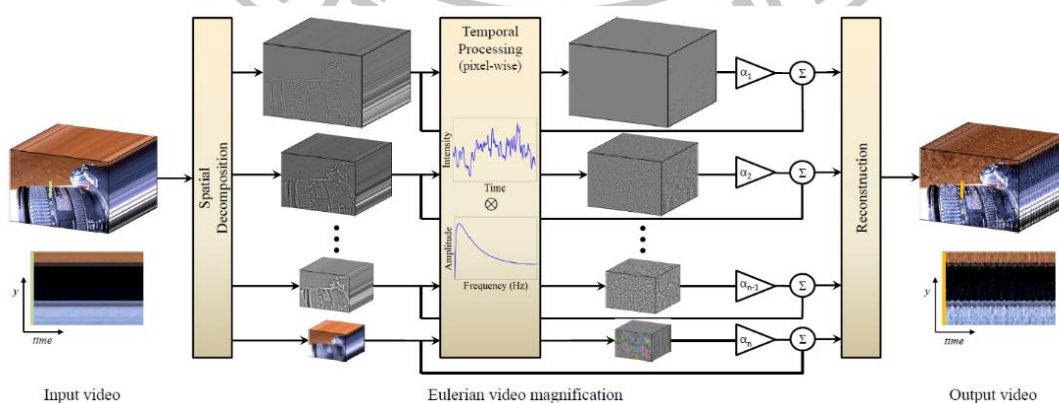 Temporal
Processing
(pixel-wise)
α1
Σ
Spatial
Decomposition
Intensity
Time
⊗
α2
Σ
Reconstruction
Amplitude
Frequency (Hz)
αn-1
Σ
αn
Σ
y
time
y
time
Input video
Eulerian video magnification
Output video